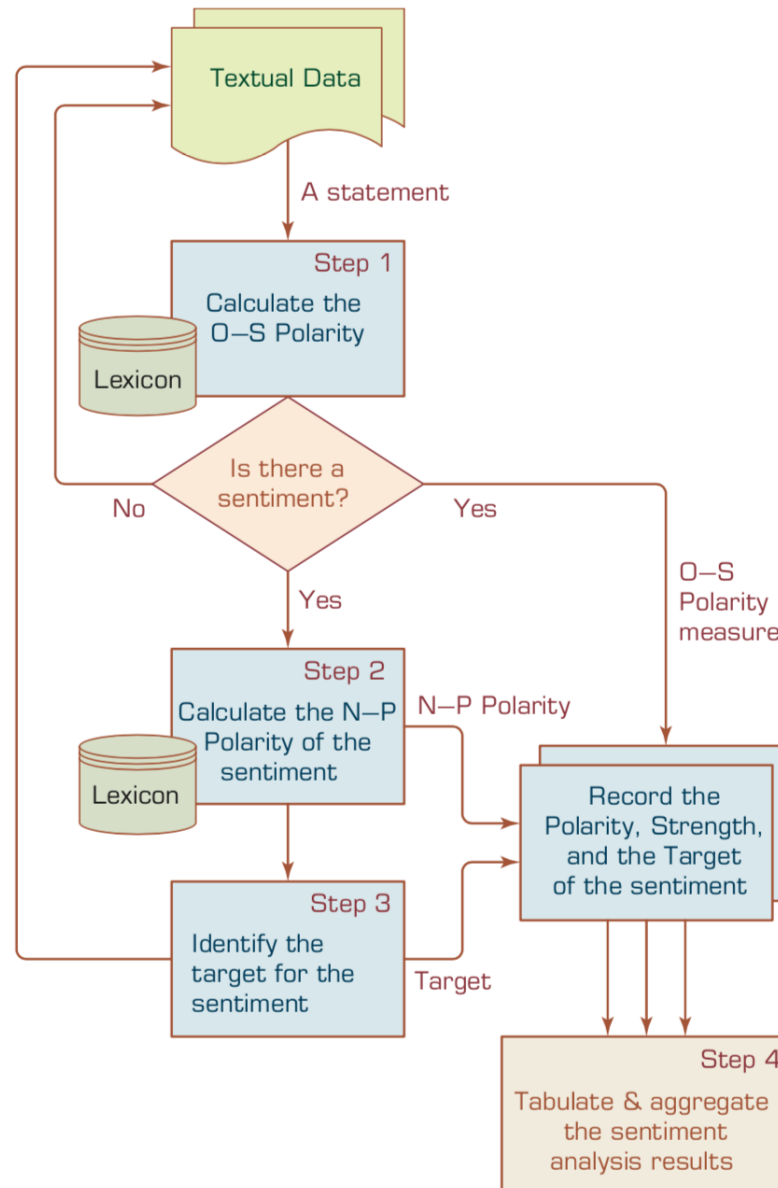 Textual Data
A statement
Step 1
Calculate the
O–S Polarity
Lexicon
Is there a
sentiment?
No
Yes
O–S
Polarity
measure
Yes
Step 2
Calculate the N–P
Polarity of the
sentiment
N–P Polarity
Lexicon
Record the
Polarity, Strength,
and the Target
of the sentiment
Step 3
Identify the
target for the
sentiment
Target
Step 4
Tabulate & aggregate
the sentiment
analysis results